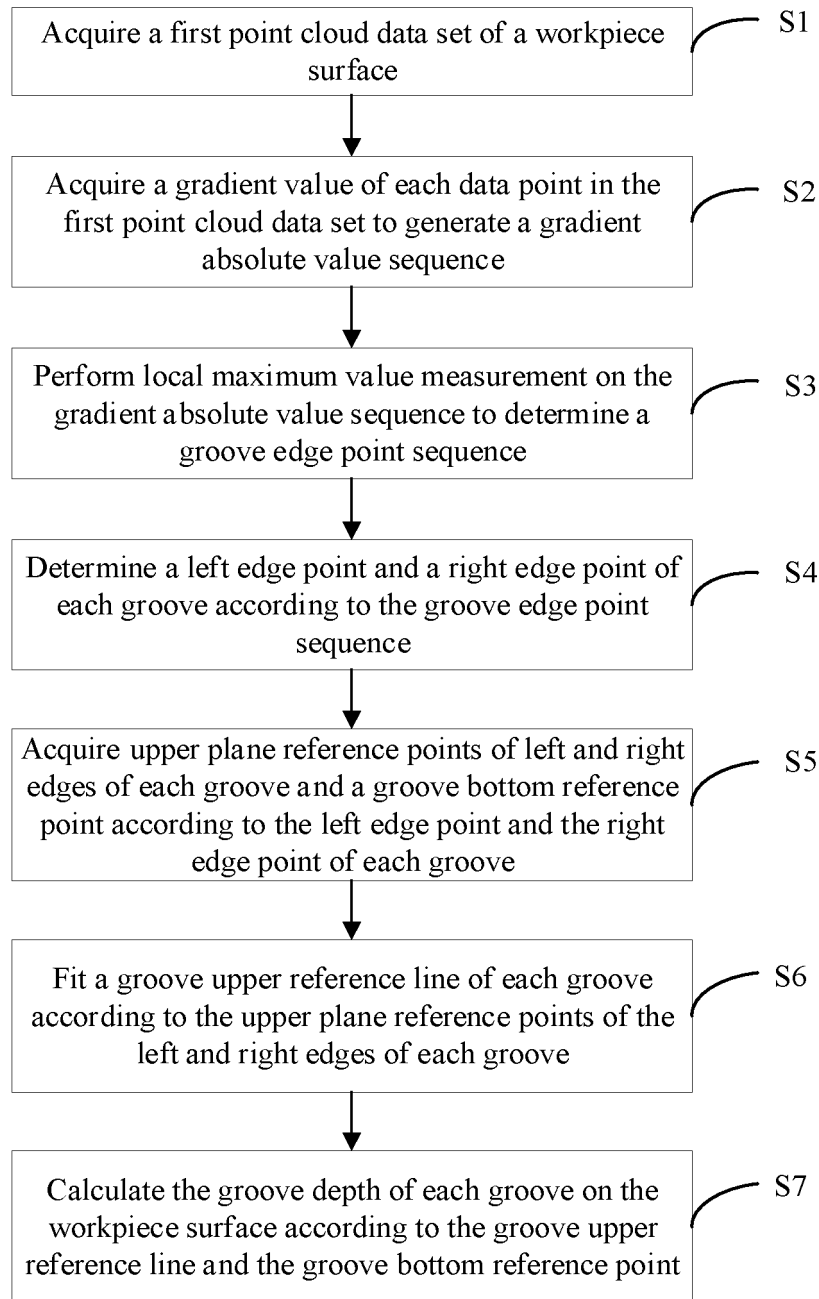 Acquire a first point cloud data set of a workpiece
surface
S1
Acquire a gradient value of each data point in the
first point cloud data set to generate a gradient
absolute value sequence
S2
Perform local maximum value measurement on the
gradient absolute value sequence to determine a
groove edge point sequence
S3
Determine a left edge point and a right edge point of
each groove according to the groove edge point
sequence
S4
Acquire upper plane reference points of left and right
edges of each groove and a groove bottom reference
point according to the left edge point and the right
edge point of each groove
S5
Fit a groove upper reference line of each groove
according to the upper plane reference points of the
left and right edges of each groove
S6
Calculate the groove depth of each groove on the
workpiece surface according to the groove upper
reference line and the groove bottom reference point
S7